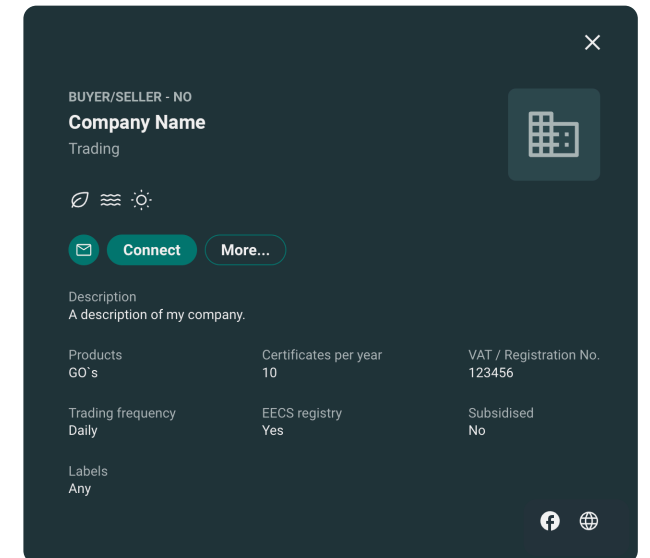 BUYER/SELLER - NO
Company Name
Trading
Connect
More...
Description
A description of my company.
Products
Certificates per year
VAT / Registration No.
GO`s
10
123456
Trading frequency
EECS registry
Subsidised
Daily
Yes
No
Labels
Any